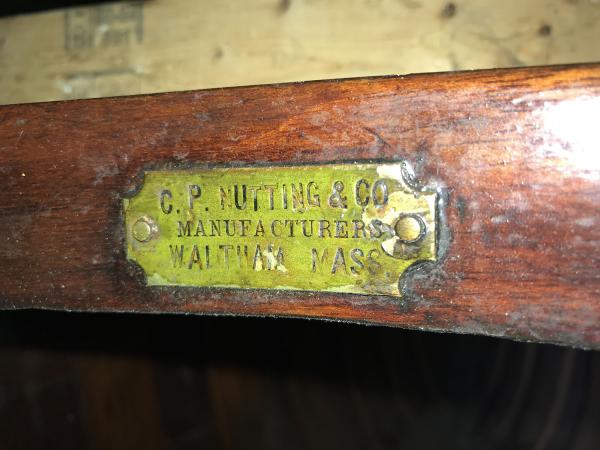 C. P. NUTTING & CO
MANUFACTURERS
WALTHAM MASS.